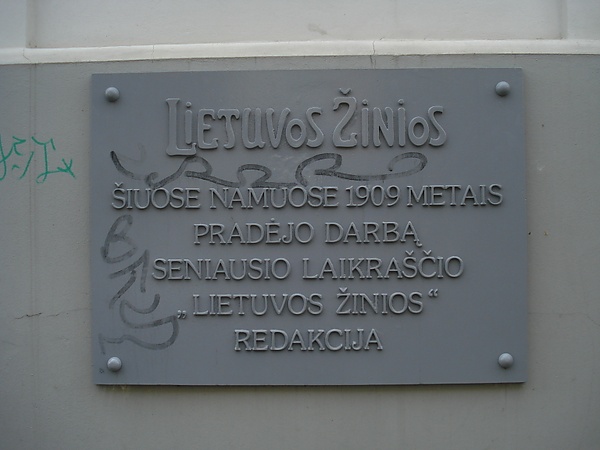 LIETUVOS ŽINIOS
ŠIUOSE NAMUOSE 1909 METAIS
PRADĖJO DARBĄ
SENIAUSIO LAIKRAŠČIO
„LIETUVOS ŽINIOS“
REDAKCIJA